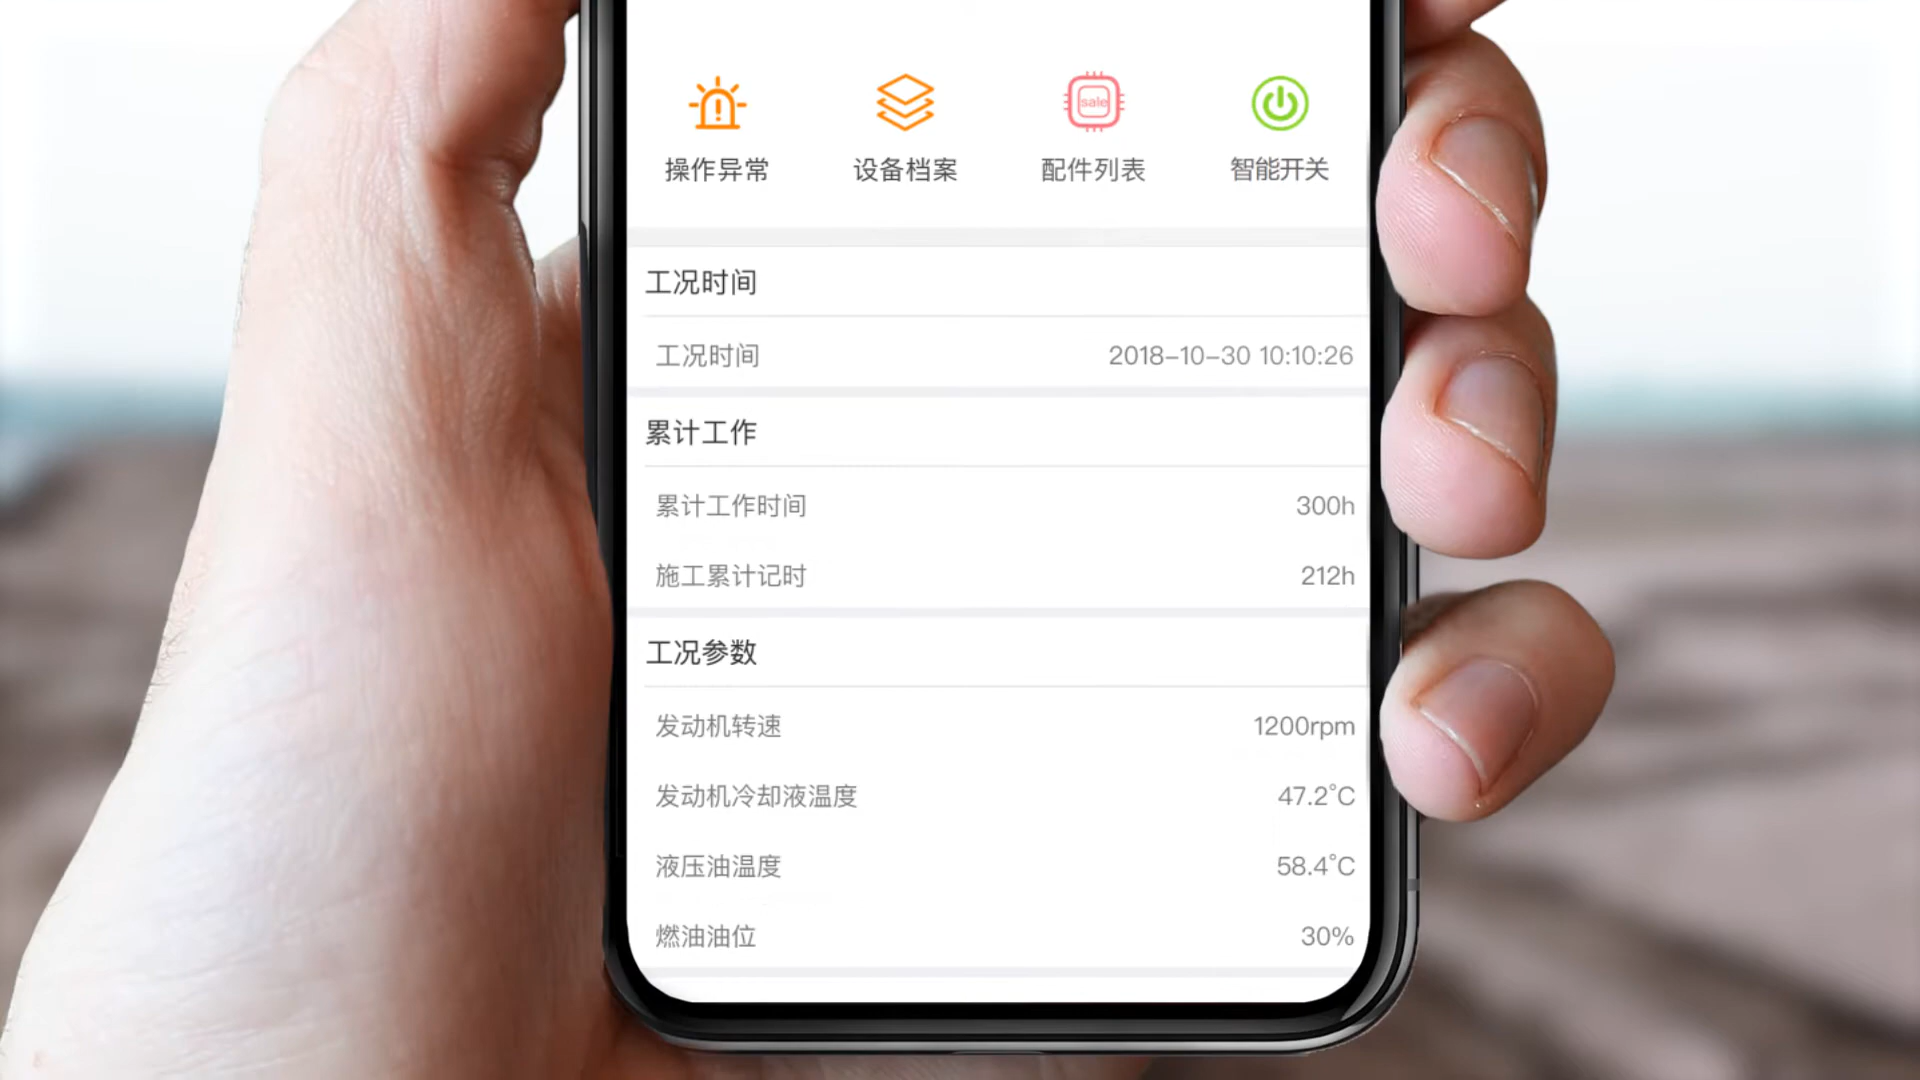 操作异常 设备档案 sale 配件列表 智能开关
工况时间
工况时间 2018-10-30 10:10:26
累计工作
累计工作时间 300h
施工累计记时 212h
工况参数
发动机转速 1200rpm
发动机冷却液温度 47.2°C
液压油温度 58.4°C
燃油油位 30%